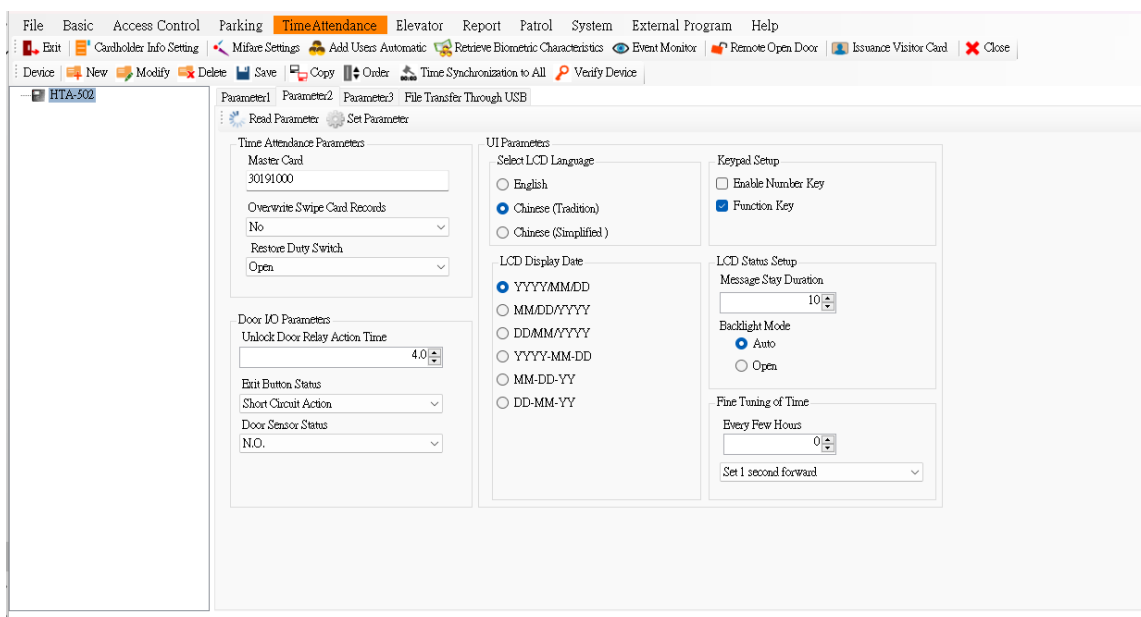 File Basic Access Control Parking TimeAttendance Elevator Report Patrol System External Program Help
Exit Cardholder Info Setting Mifare Settings Add Users Automatic Retrieve Biometric Characteristics Event Monitor Remote Open Door Issuance Visitor Card Close
Device New Modify Delete Save Copy Order Time Synchronization to All Verify Device
HTA-502
Parameter1 Parameter2 Parameter3 File Transfer Through USB
Read Parameter Set Parameter
Time Attendance Parameters
Master Card
30191000
Overwrite Swipe Card Records
No
Restore Duty Switch
Open
Door I/O Parameters
Unlock Door Relay Action Time
4.0
Exit Button Status
Short Circuit Action
Door Sensor Status
N.O.
UI Parameters
Select LCD Language
English
Chinese (Tradition)
Chinese (Simplified )
LCD Display Date
YYYY/MM/DD
MM/DD/YYYY
DD/MM/YYYY
YYYY-MM-DD
MM-DD-YY
DD-MM-YY
Keypad Setup
Enable Number Key
Function Key
LCD Status Setup
Message Stay Duration
10
Backlight Mode
Auto
Open
Fine Tuning of Time
Every Few Hours
0
Set 1 second forward